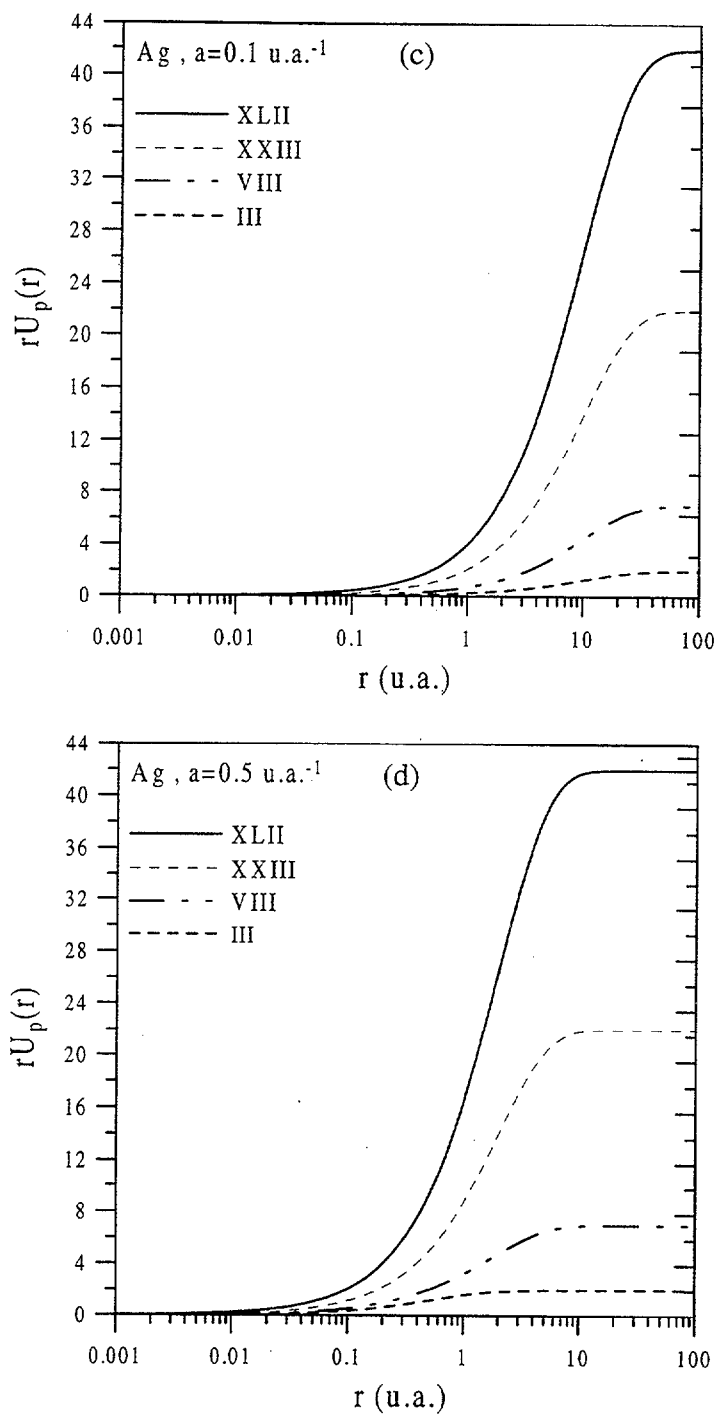 44
40
36
32
28
24
20
16
12
8
4
0
rU_p(r)
Ag , a=0.1 u.a.⁻¹ (c)
XLII
XXIII
VIII
III
0.001 0.01 0.1 1 10 100
r (u.a.)
44
40
36
32
28
24
20
16
12
8
4
0
rU_p(r)
Ag , a=0.5 u.a.⁻¹ (d)
XLII
XXIII
VIII
III
0.001 0.01 0.1 1 10 100
r (u.a.)